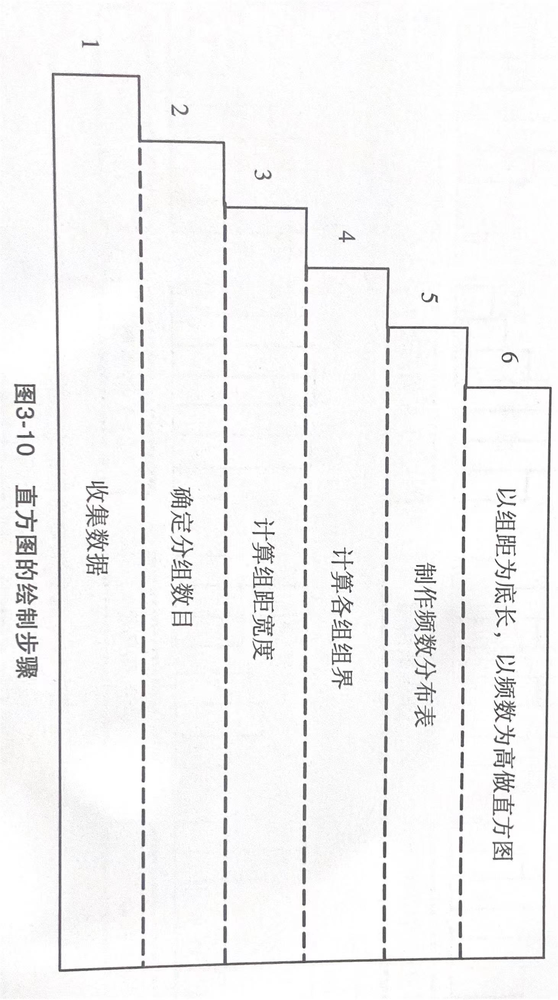 6
以组距为底长，以频数为高做直方图
5
制作频数分布表
4
计算各组组界
3
计算组距宽度
2
确定分组数目
1
收集数据
图3-10 直方图的绘制步骤